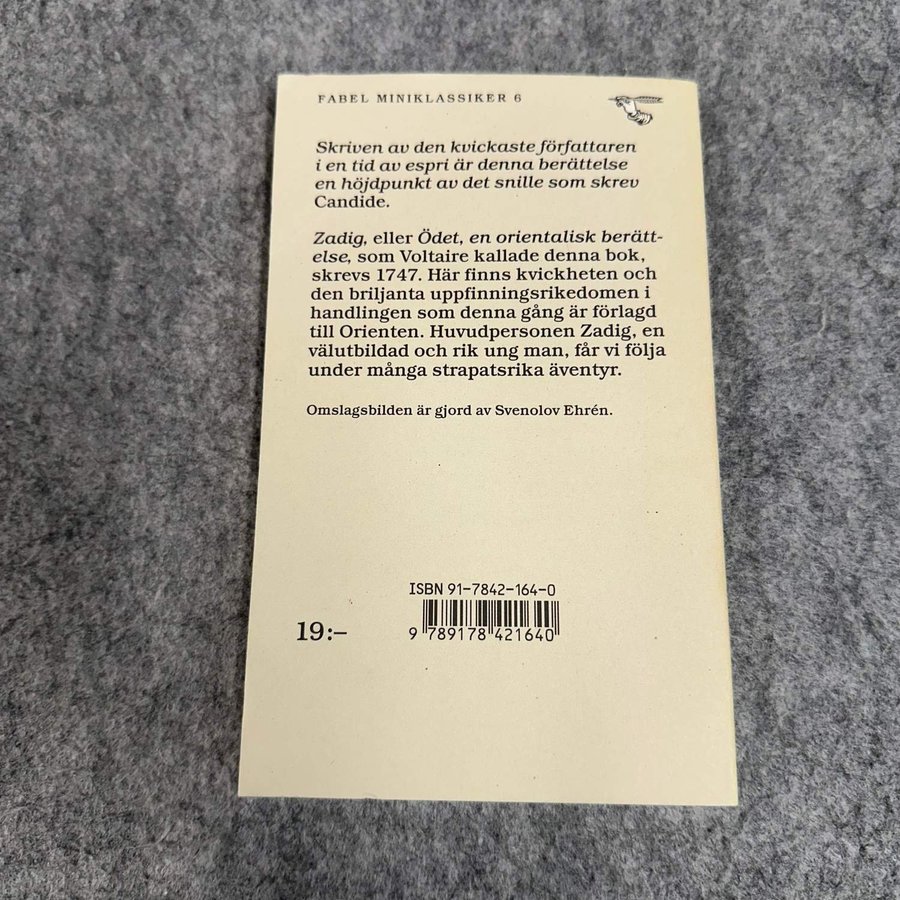 FABEL MINIKLASSIKER 6
Skriven av den kvickaste författaren
i en tid av espri är denna berättelse
en höjdpunkt av det snille som skrev
Candide.
Zadig, eller Ödet, en orientalisk berätt-
else, som Voltaire kallade denna bok,
skrevs 1747. Här finns kvickheten och
den briljanta uppfinningsrikedomen i
handlingen som denna gång är förlagd
till Orienten. Huvudpersonen Zadig, en
välutbildad och rik ung man, får vi följa
under många strapatsrika äventyr.
Omslagsbilden är gjord av Svenolov Ehrén.
ISBN 91-7842-164-0
19:–
9 789178 421640